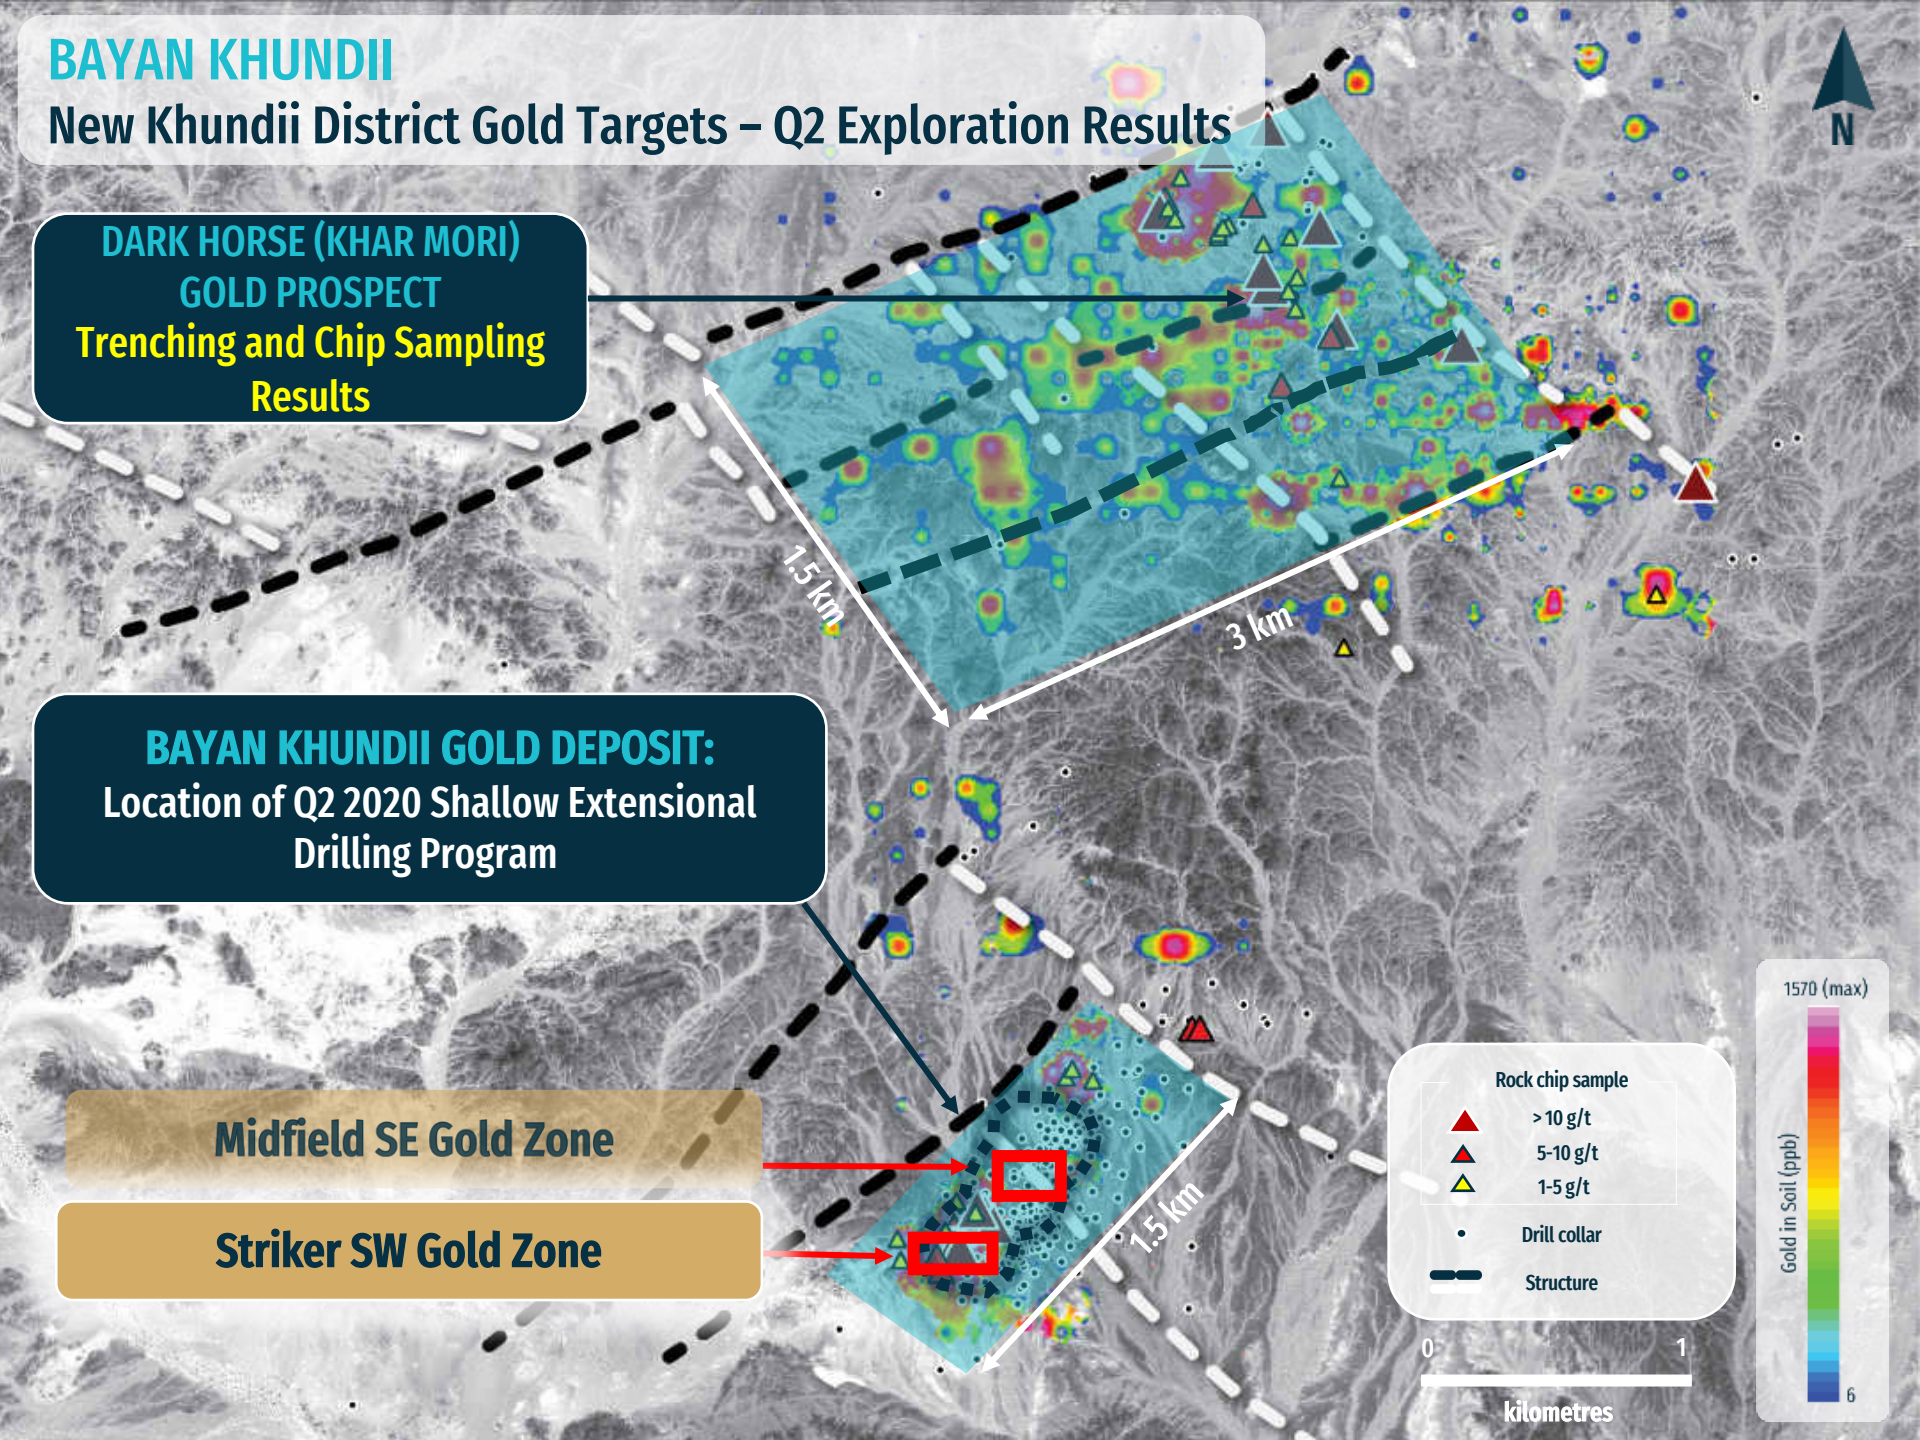 BAYAN KHUNDII
New Khundii District Gold Targets – Q2 Exploration Results
N
DARK HORSE (KHAR MORI)
GOLD PROSPECT
Trenching and Chip Sampling
Results
1.5 km
3 km
BAYAN KHUNDII GOLD DEPOSIT:
Location of Q2 2020 Shallow Extensional
Drilling Program
Midfield SE Gold Zone
Striker SW Gold Zone
1.5 km
Rock chip sample
> 10 g/t
5-10 g/t
1-5 g/t
Drill collar
Structure
0 1
kilometres
1570 (max)
Gold in Soil (ppb)
6